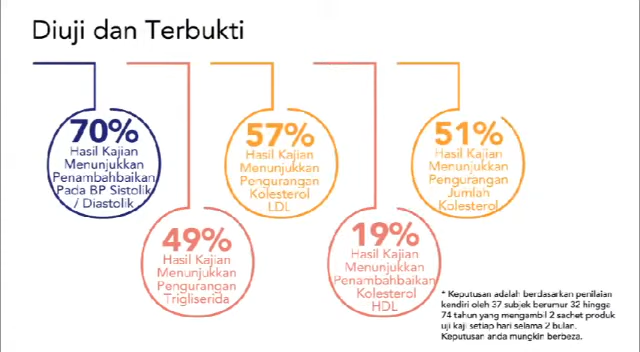 Diuji dan Terbukti
70%
Hasil Kajian
Menunjukkan
Penambahbaikan
Pada BP Sistolik
/ Diastolik
49%
Hasil Kajian
Menunjukkan
Pengurangan
Trigliserida
57%
Hasil Kajian
Menunjukkan
Pengurangan
Kolesterol
LDL
19%
Hasil Kajian
Menunjukkan
Penambahbaikan
Kolesterol
HDL
51%
Hasil Kajian
Menunjukkan
Pengurangan
Jumlah
Kolesterol
* Keputusan adalah berdasarkan penilaian
kendiri oleh 37 subjek berumur 32 hingga
74 tahun yang mengambil 2 sachet produk
uji kaji setiap hari selama 2 bulan.
Keputusan anda mungkin berbeza.